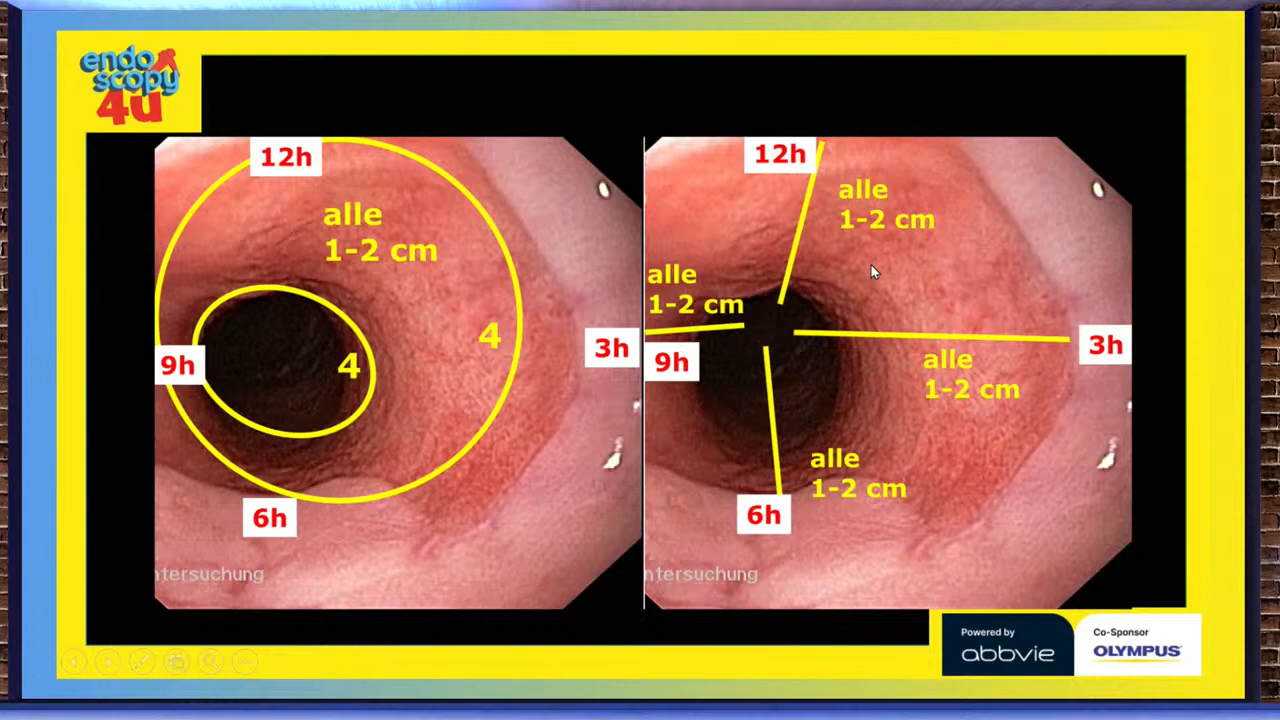 endo
scopy
4u
12h
alle
1-2 cm
4
3h
9h
4
6h
ntersuchung
12h
alle
1-2 cm
alle
1-2 cm
9h
3h
alle
1-2 cm
alle
1-2 cm
6h
ntersuchung
Powered by
abbvie
Co-Sponsor
OLYMPUS